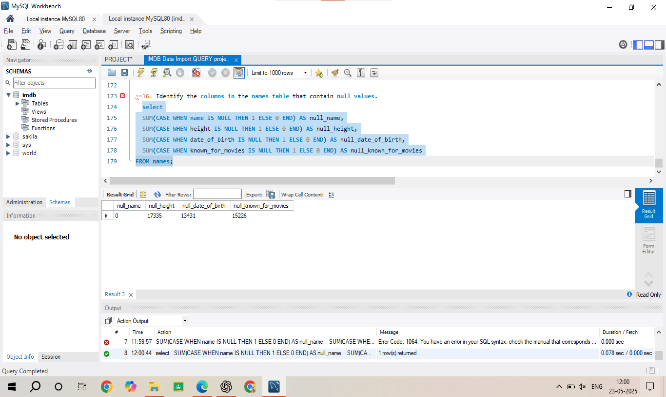 MySQL Workbench
Local instance MySQL80 ×
Local instance MySQL80 (imd.. ×
File Edit View Query Database Server Tools Scripting Help
Navigator
PROJECT*
MDB Data Import QUERY proje.. ×
SCHEMAS
Filter objects
imdb
Tables
Views
Stored Procedures
Functions
sakila
sys
world
Administration Schemas
Information
No object selected
Object Info Session
Limit to 1000 rows
172
173 --16. Identify the columns in the names table that contain null values.
174 select
175 SUM(CASE WHEN name IS NULL THEN 1 ELSE 0 END) AS null_name,
176 SUM(CASE WHEN height IS NULL THEN 1 ELSE 0 END) AS null_height,
177 SUM(CASE WHEN date_of_birth IS NULL THEN 1 ELSE 0 END) AS null_date_of_birth,
178 SUM(CASE WHEN known_for_movies IS NULL THEN 1 ELSE 0 END) AS null_known_for_movies
179 FROM names;
Result Grid Filter Rows: Export: Wrap Cell Content:
null_name null_height null_date_of_birth null_known_for_movies
0 17335 13431 15226
Result Grid
Form Editor
Result 3 ×
Read Only
Output
Action Output
# Time Action Message Duration / Fetch
7 11:59:57 SUM(CASE WHEN name IS NULL THEN 1 ELSE 0 END) AS null_name SUM(CASE WHE... Error Code: 1064. You have an error in your SQL syntax; check the manual that corresponds ... 0.000 sec
8 12:00:44 select SUM(CASE WHEN name IS NULL THEN 1 ELSE 0 END) AS null_name SUM(CA... 1 row(s) returned 0.078 sec / 0.000 sec
Query Completed
ENG
12:00
23-05-2025